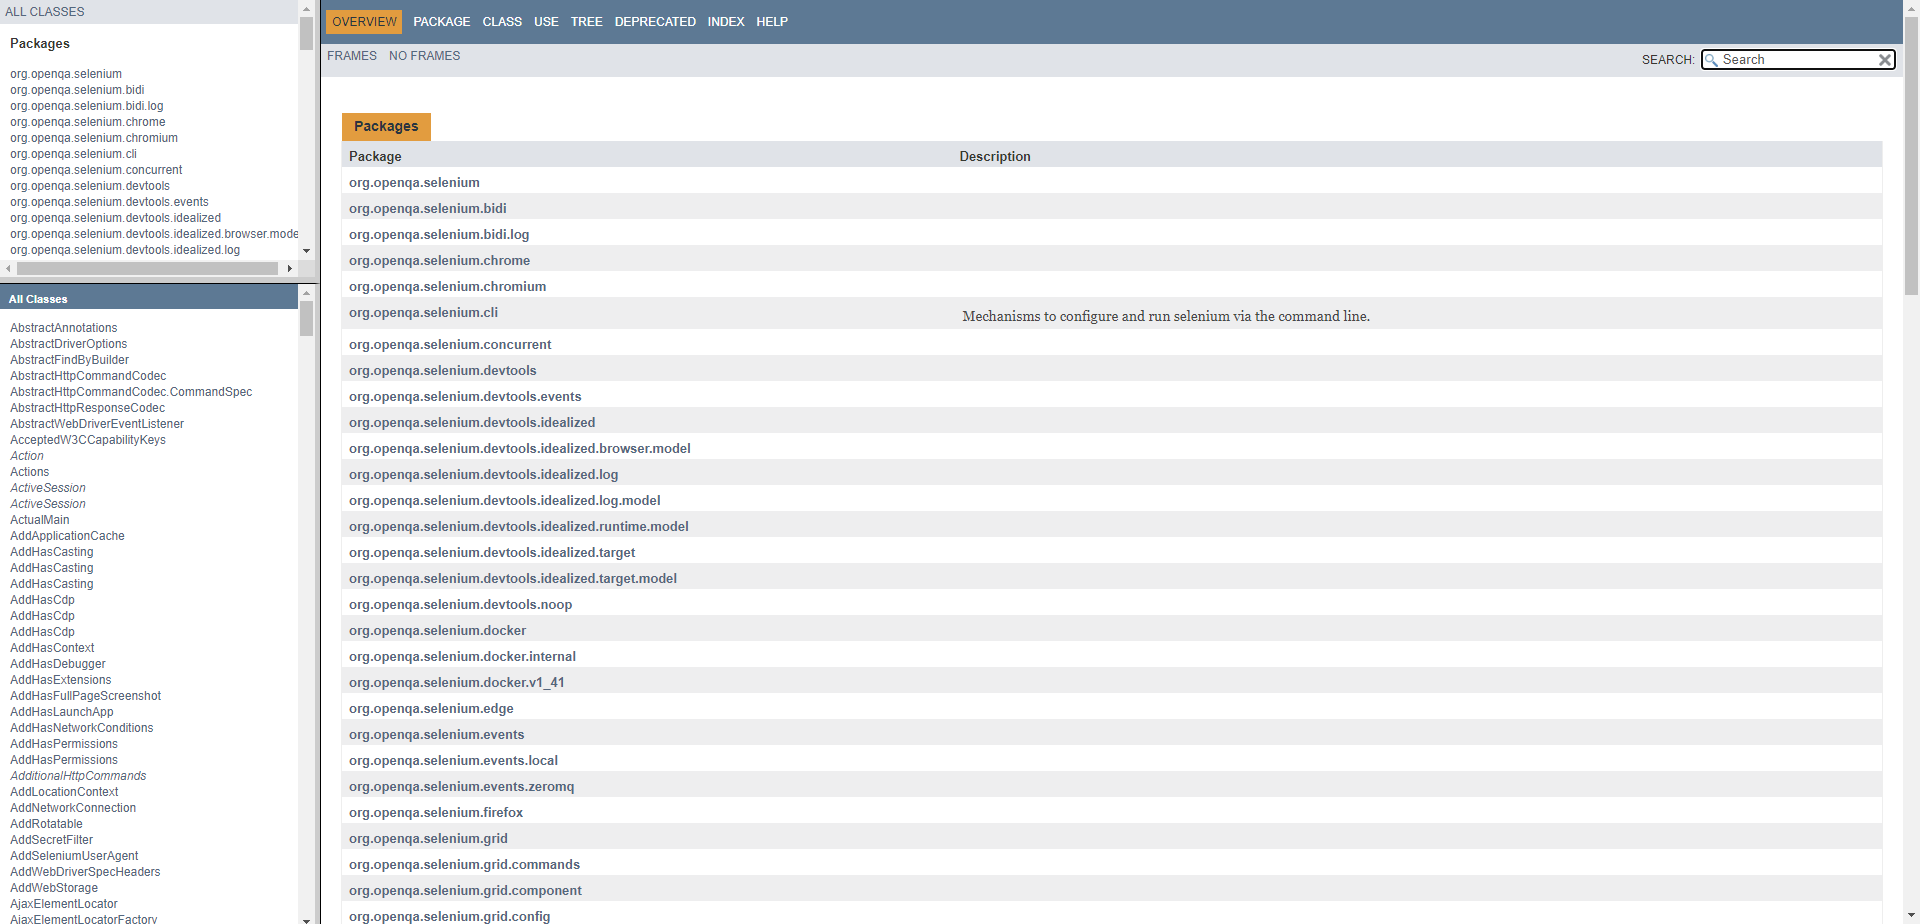 ALL CLASSES
Packages
org.openqa.selenium
org.openqa.selenium.bidi
org.openqa.selenium.bidi.log
org.openqa.selenium.chrome
org.openqa.selenium.chromium
org.openqa.selenium.cli
org.openqa.selenium.concurrent
org.openqa.selenium.devtools
org.openqa.selenium.devtools.events
org.openqa.selenium.devtools.idealized
org.openqa.selenium.devtools.idealized.browser.mode
org.openqa.selenium.devtools.idealized.log
All Classes
AbstractAnnotations
AbstractDriverOptions
AbstractFindByBuilder
AbstractHttpCommandCodec
AbstractHttpCommandCodec.CommandSpec
AbstractHttpResponseCodec
AbstractWebDriverEventListener
AcceptedW3CCapabilityKeys
Action
Actions
ActiveSession
ActiveSession
ActualMain
AddApplicationCache
AddHasCasting
AddHasCasting
AddHasCasting
AddHasCdp
AddHasCdp
AddHasCdp
AddHasContext
AddHasDebugger
AddHasExtensions
AddHasFullPageScreenshot
AddHasLaunchApp
AddHasNetworkConditions
AddHasPermissions
AddHasPermissions
AdditionalHttpCommands
AddLocationContext
AddNetworkConnection
AddRotatable
AddSecretFilter
AddSeleniumUserAgent
AddWebDriverSpecHeaders
AddWebStorage
AjaxElementLocator
AjaxElementLocatorFactory
OVERVIEW PACKAGE CLASS USE TREE DEPRECATED INDEX HELP
FRAMES NO FRAMES
SEARCH: Search
Packages
Package Description
org.openqa.selenium
org.openqa.selenium.bidi
org.openqa.selenium.bidi.log
org.openqa.selenium.chrome
org.openqa.selenium.chromium
org.openqa.selenium.cli Mechanisms to configure and run selenium via the command line.
org.openqa.selenium.concurrent
org.openqa.selenium.devtools
org.openqa.selenium.devtools.events
org.openqa.selenium.devtools.idealized
org.openqa.selenium.devtools.idealized.browser.model
org.openqa.selenium.devtools.idealized.log
org.openqa.selenium.devtools.idealized.log.model
org.openqa.selenium.devtools.idealized.runtime.model
org.openqa.selenium.devtools.idealized.target
org.openqa.selenium.devtools.idealized.target.model
org.openqa.selenium.devtools.noop
org.openqa.selenium.docker
org.openqa.selenium.docker.internal
org.openqa.selenium.docker.v1_41
org.openqa.selenium.edge
org.openqa.selenium.events
org.openqa.selenium.events.local
org.openqa.selenium.events.zeromq
org.openqa.selenium.firefox
org.openqa.selenium.grid
org.openqa.selenium.grid.commands
org.openqa.selenium.grid.component
org.openqa.selenium.grid.config